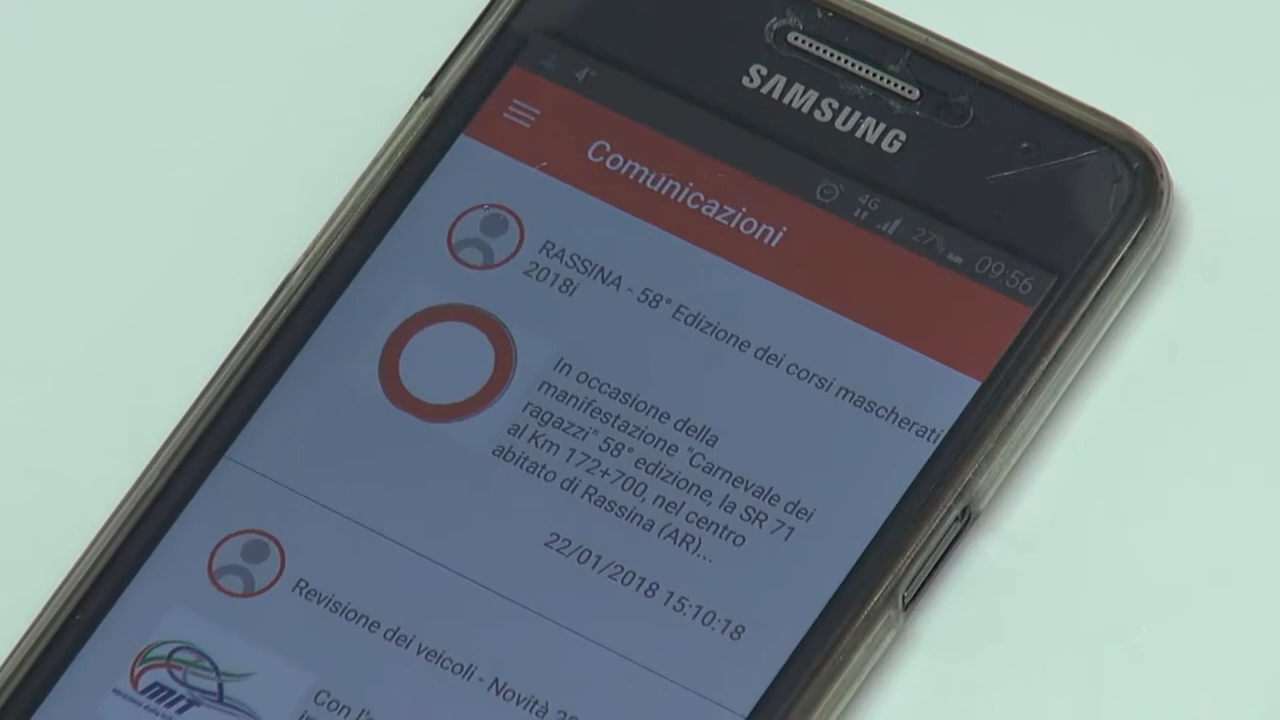 SAMSUNG
4°
4G
27%
09:56
Comunicazioni
RASSINA - 58° Edizione dei corsi mascherati
2018i
In occasione della
manifestazione "Carnevale dei
ragazzi" 58° edizione, la SR 71
al Km 172+700, nel centro
abitato di Rassina (AR)...
22/01/2018 15:10:18
Revisione dei veicoli - Novità
MIT
Con l'